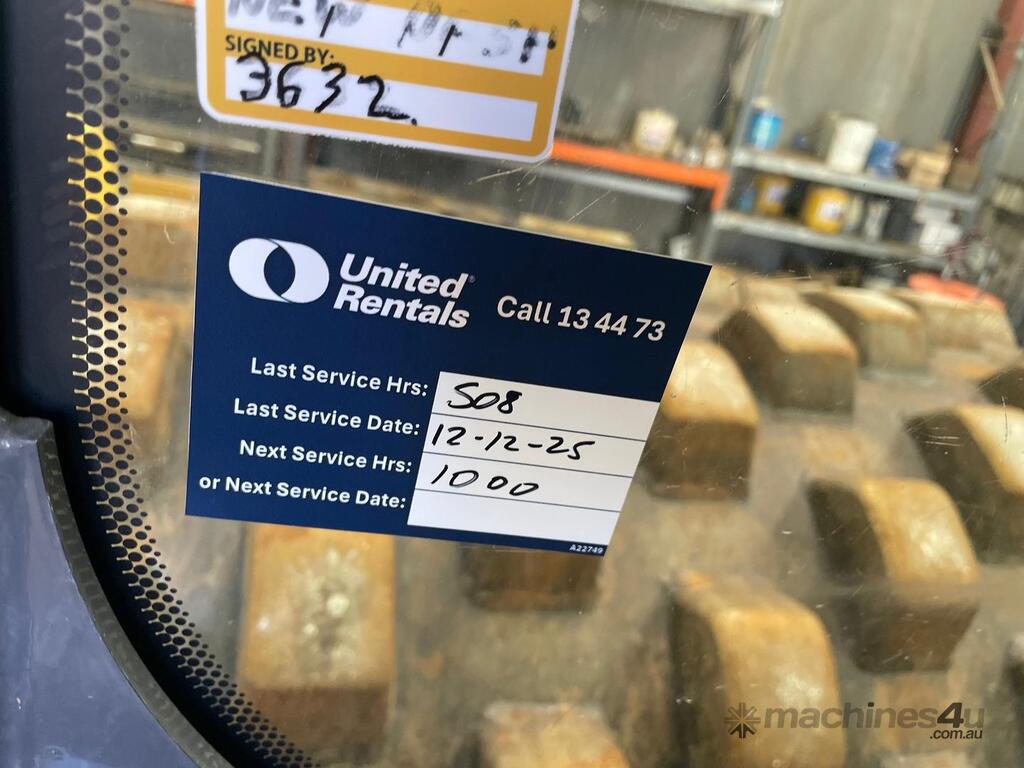 NEW
SIGNED BY:
3632.
United
Rentals
Call 13 44 73
Last Service Hrs: 508
Last Service Date: 12-12-25
Next Service Hrs: 1000
or Next Service Date:
A22749
machines4u
.com.au